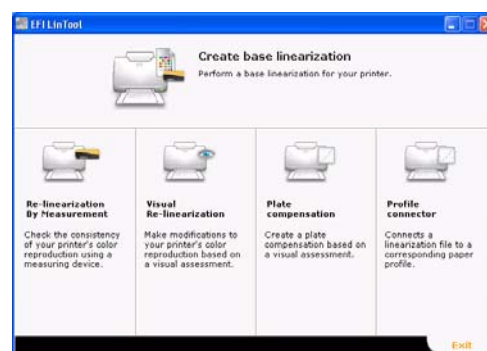 EFI LinTool
Create base linearization
Perform a base linearization for your printer.
Re-linearization
By Measurement
Check the consistency
of your printer's color
reproduction using a
measuring device.
Visual
Re-linearization
Make modifications to
your printer's color
reproduction based on
a visual assessment.
Plate
compensation
Create a plate
compensation based on
a visual assessment.
Profile
connector
Connects a
linearization file to a
corresponding paper
profile.
Exit